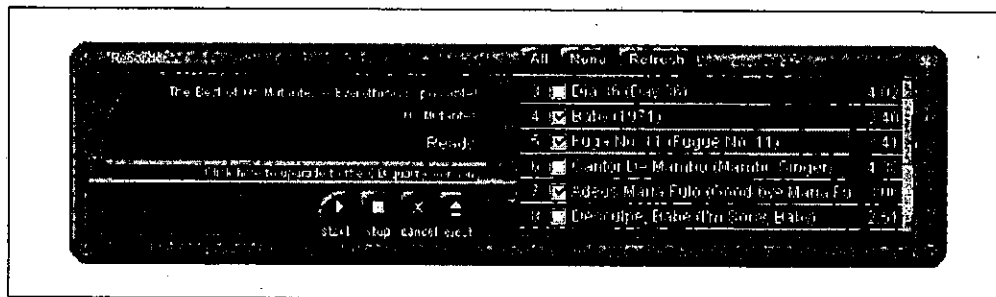 All None Refresh
The Best of Os Mutantes - Everything is possible!
Os Mutantes
Ready
Click here to upgrade to the CD quality version
start stop cancel eject
3 Dia 36 (Day 36) 4:02
4 Baby (1971)
5 Fuga No. 11 (Fugue No. 11)
6 Cantor De Mambo (Mambo Singer)
7 Adeus Maria Fulo (Good-bye Maria Fu
8 Desculpe, Babe (I'm Sorry, Babe) 2:51